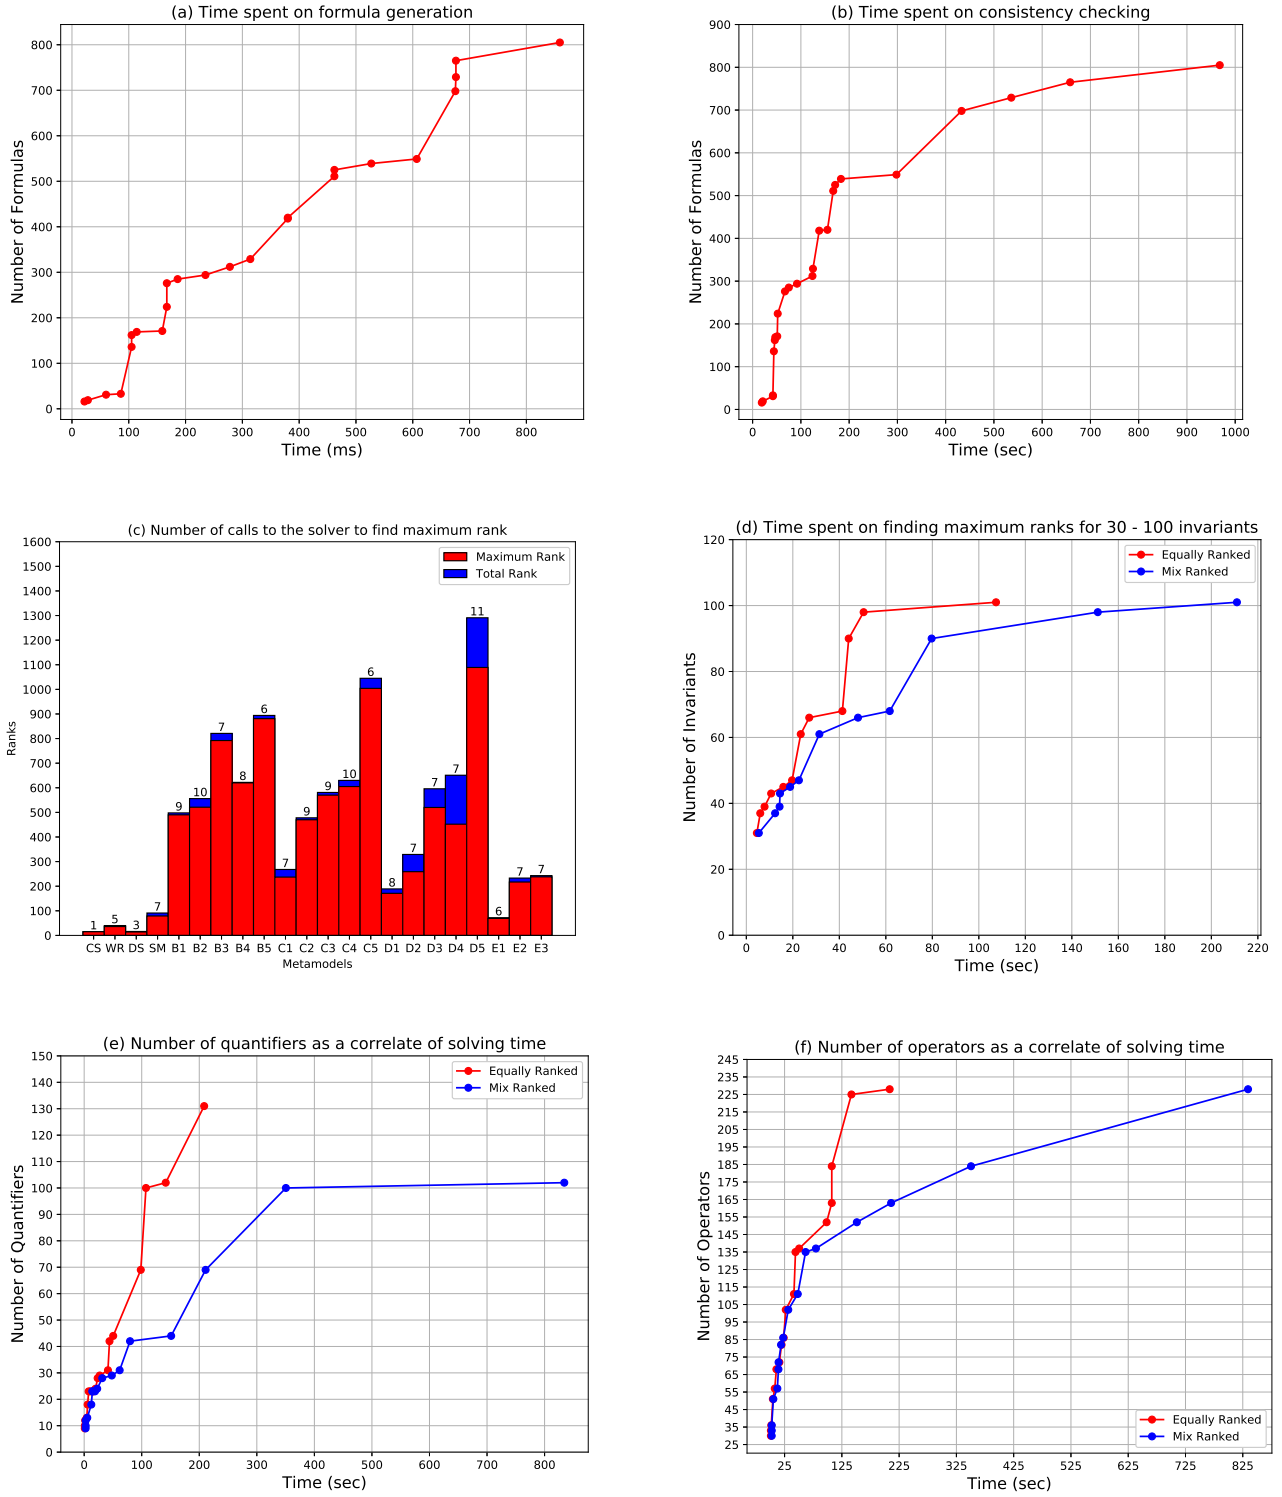 (a) Time spent on formula generation
800
700
600
500
400
300
200
100
0
Number of Formulas
0 100 200 300 400 500 600 700 800
Time (ms)
(b) Time spent on consistency checking
900
800
700
600
500
400
300
200
100
0
Number of Formulas
0 100 200 300 400 500 600 700 800 900 1000
Time (sec)
(c) Number of calls to the solver to find maximum rank
Maximum Rank
Total Rank
1600
1500
1400
1300
1200
1100
1000
900
800
700
600
500
400
300
200
100
0
Ranks
1 5 3 7 9 10 7 8 6 7 9 9 10 6 8 7 7 7 11 6 7 7
CS WR DS SM B1 B2 B3 B4 B5 C1 C2 C3 C4 C5 D1 D2 D3 D4 D5 E1 E2 E3
Metamodels
(d) Time spent on finding maximum ranks for 30 - 100 invariants
Equally Ranked
Mix Ranked
120
100
80
60
40
20
0
Number of Invariants
0 20 40 60 80 100 120 140 160 180 200 220
Time (sec)
(e) Number of quantifiers as a correlate of solving time
Equally Ranked
Mix Ranked
150
140
130
120
110
100
90
80
70
60
50
40
30
20
10
0
Number of Quantifiers
0 100 200 300 400 500 600 700 800
Time (sec)
(f) Number of operators as a correlate of solving time
245
235
225
215
205
195
185
175
165
155
145
135
125
115
105
95
85
75
65
55
45
35
25
Number of Operators
Equally Ranked
Mix Ranked
25 125 225 325 425 525 625 725 825
Time (sec)